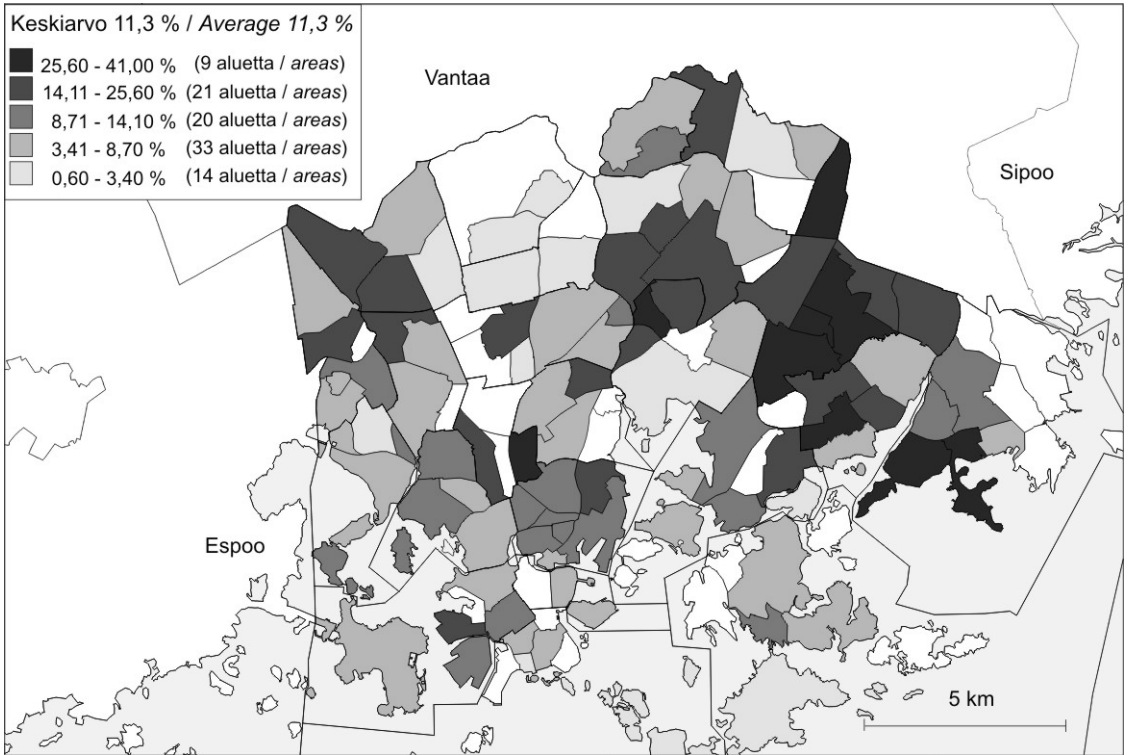 Keskiarvo 11,3 % / Average 11,3 %
25,60 - 41,00 % (9 aluetta / areas)
14,11 - 25,60 % (21 aluetta / areas)
8,71 - 14,10 % (20 aluetta / areas)
3,41 - 8,70 % (33 aluetta / areas)
0,60 - 3,40 % (14 aluetta / areas)
Vantaa
Sipoo
Espoo
5 km